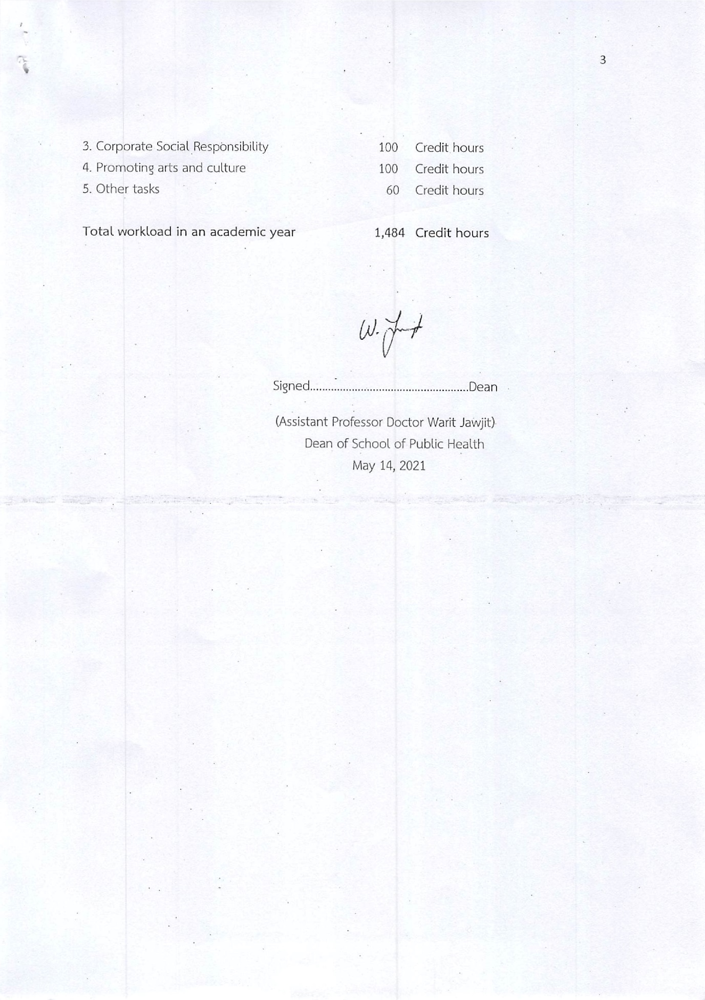 3
3. Corporate Social Responsibility 100 Credit hours
4. Promoting arts and culture 100 Credit hours
5. Other tasks 60 Credit hours
Total workload in an academic year 1,484 Credit hours
W. Jawjit
Signed......................................................Dean
(Assistant Professor Doctor Warit Jawjit)
Dean of School of Public Health
May 14, 2021